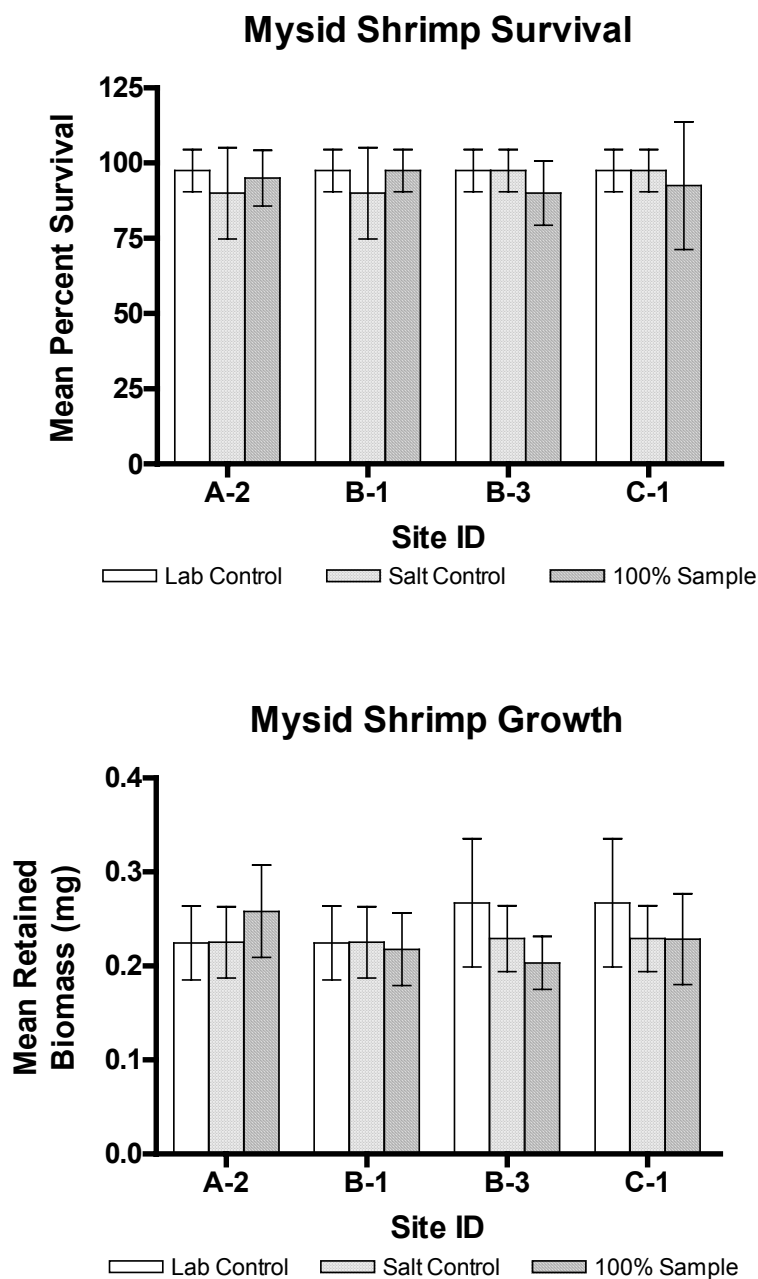 Mysid Shrimp Survival
Mean Percent Survival
125
100
75
50
25
0
A-2 B-1 B-3 C-1
Site ID
Lab Control Salt Control 100% Sample
Mysid Shrimp Growth
Mean Retained
Biomass (mg)
0.4
0.3
0.2
0.1
0.0
A-2 B-1 B-3 C-1
Site ID
Lab Control Salt Control 100% Sample